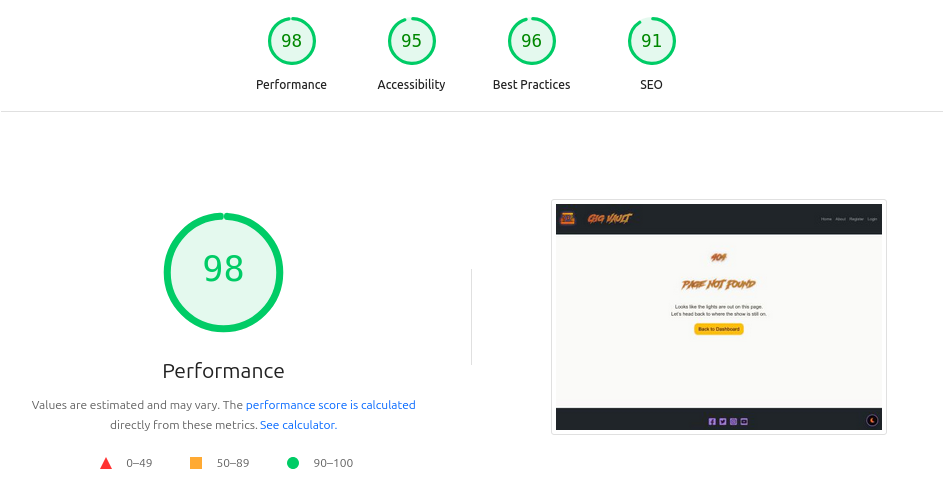 98 95 96 91
Performance Accessibility Best Practices SEO
98
Performance
Values are estimated and may vary. The performance score is calculated
directly from these metrics. See calculator.
0–49 50–89 90–100
GIG VAULT
Home About Register Login
404
PAGE NOT FOUND
Looks like the lights are out on this page.
Let's head back to where the show is still on.
Back to Dashboard